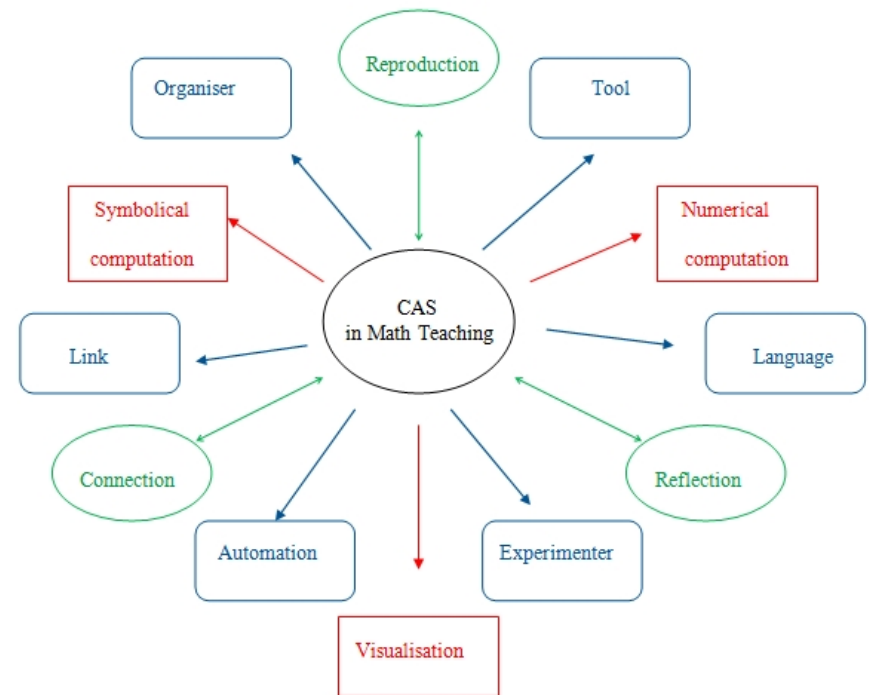 Reproduction
Organiser
Tool
Symbolical
computation
Numerical
computation
CAS
in Math Teaching
Link
Language
Connection
Reflection
Automation
Experimenter
Visualisation